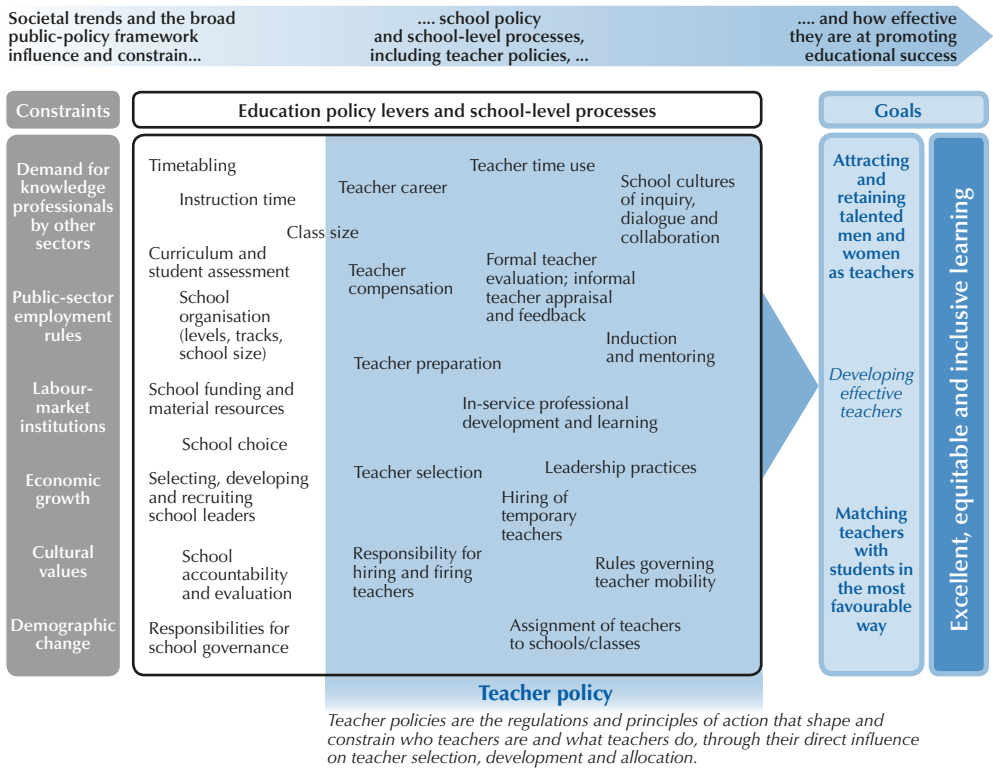 Societal trends and the broad
public-policy framework
influence and constrain...
.... school policy
and school-level processes,
including teacher policies, ...
.... and how effective
they are at promoting
educational success
Constraints
Education policy levers and school-level processes
Goals
Demand for
knowledge
professionals
by other
sectors
Public-sector
employment
rules
Labour-
market
institutions
Economic
growth
Cultural
values
Demographic
change
Timetabling
Instruction time
Class size
Curriculum and
student assessment
School
organisation
(levels, tracks,
school size)
School funding and
material resources
School choice
Selecting, developing
and recruiting
school leaders
School
accountability
and evaluation
Responsibilities for
school governance
Teacher time use
Teacher career
School cultures
of inquiry,
dialogue and
collaboration
Formal teacher
evaluation; informal
teacher appraisal
and feedback
Teacher
compensation
Induction
and mentoring
Teacher preparation
In-service professional
development and learning
Teacher selection
Leadership practices
Hiring of
temporary
teachers
Responsibility for
hiring and firing
teachers
Rules governing
teacher mobility
Assignment of teachers
to schools/classes
Attracting
and
retaining
talented
men and
women
as teachers
Developing
effective
teachers
Matching
teachers
with
students in
the most
favourable
way
Excellent, equitable and inclusive learning
Teacher policy
Teacher policies are the regulations and principles of action that shape and
constrain who teachers are and what teachers do, through their direct influence
on teacher selection, development and allocation.